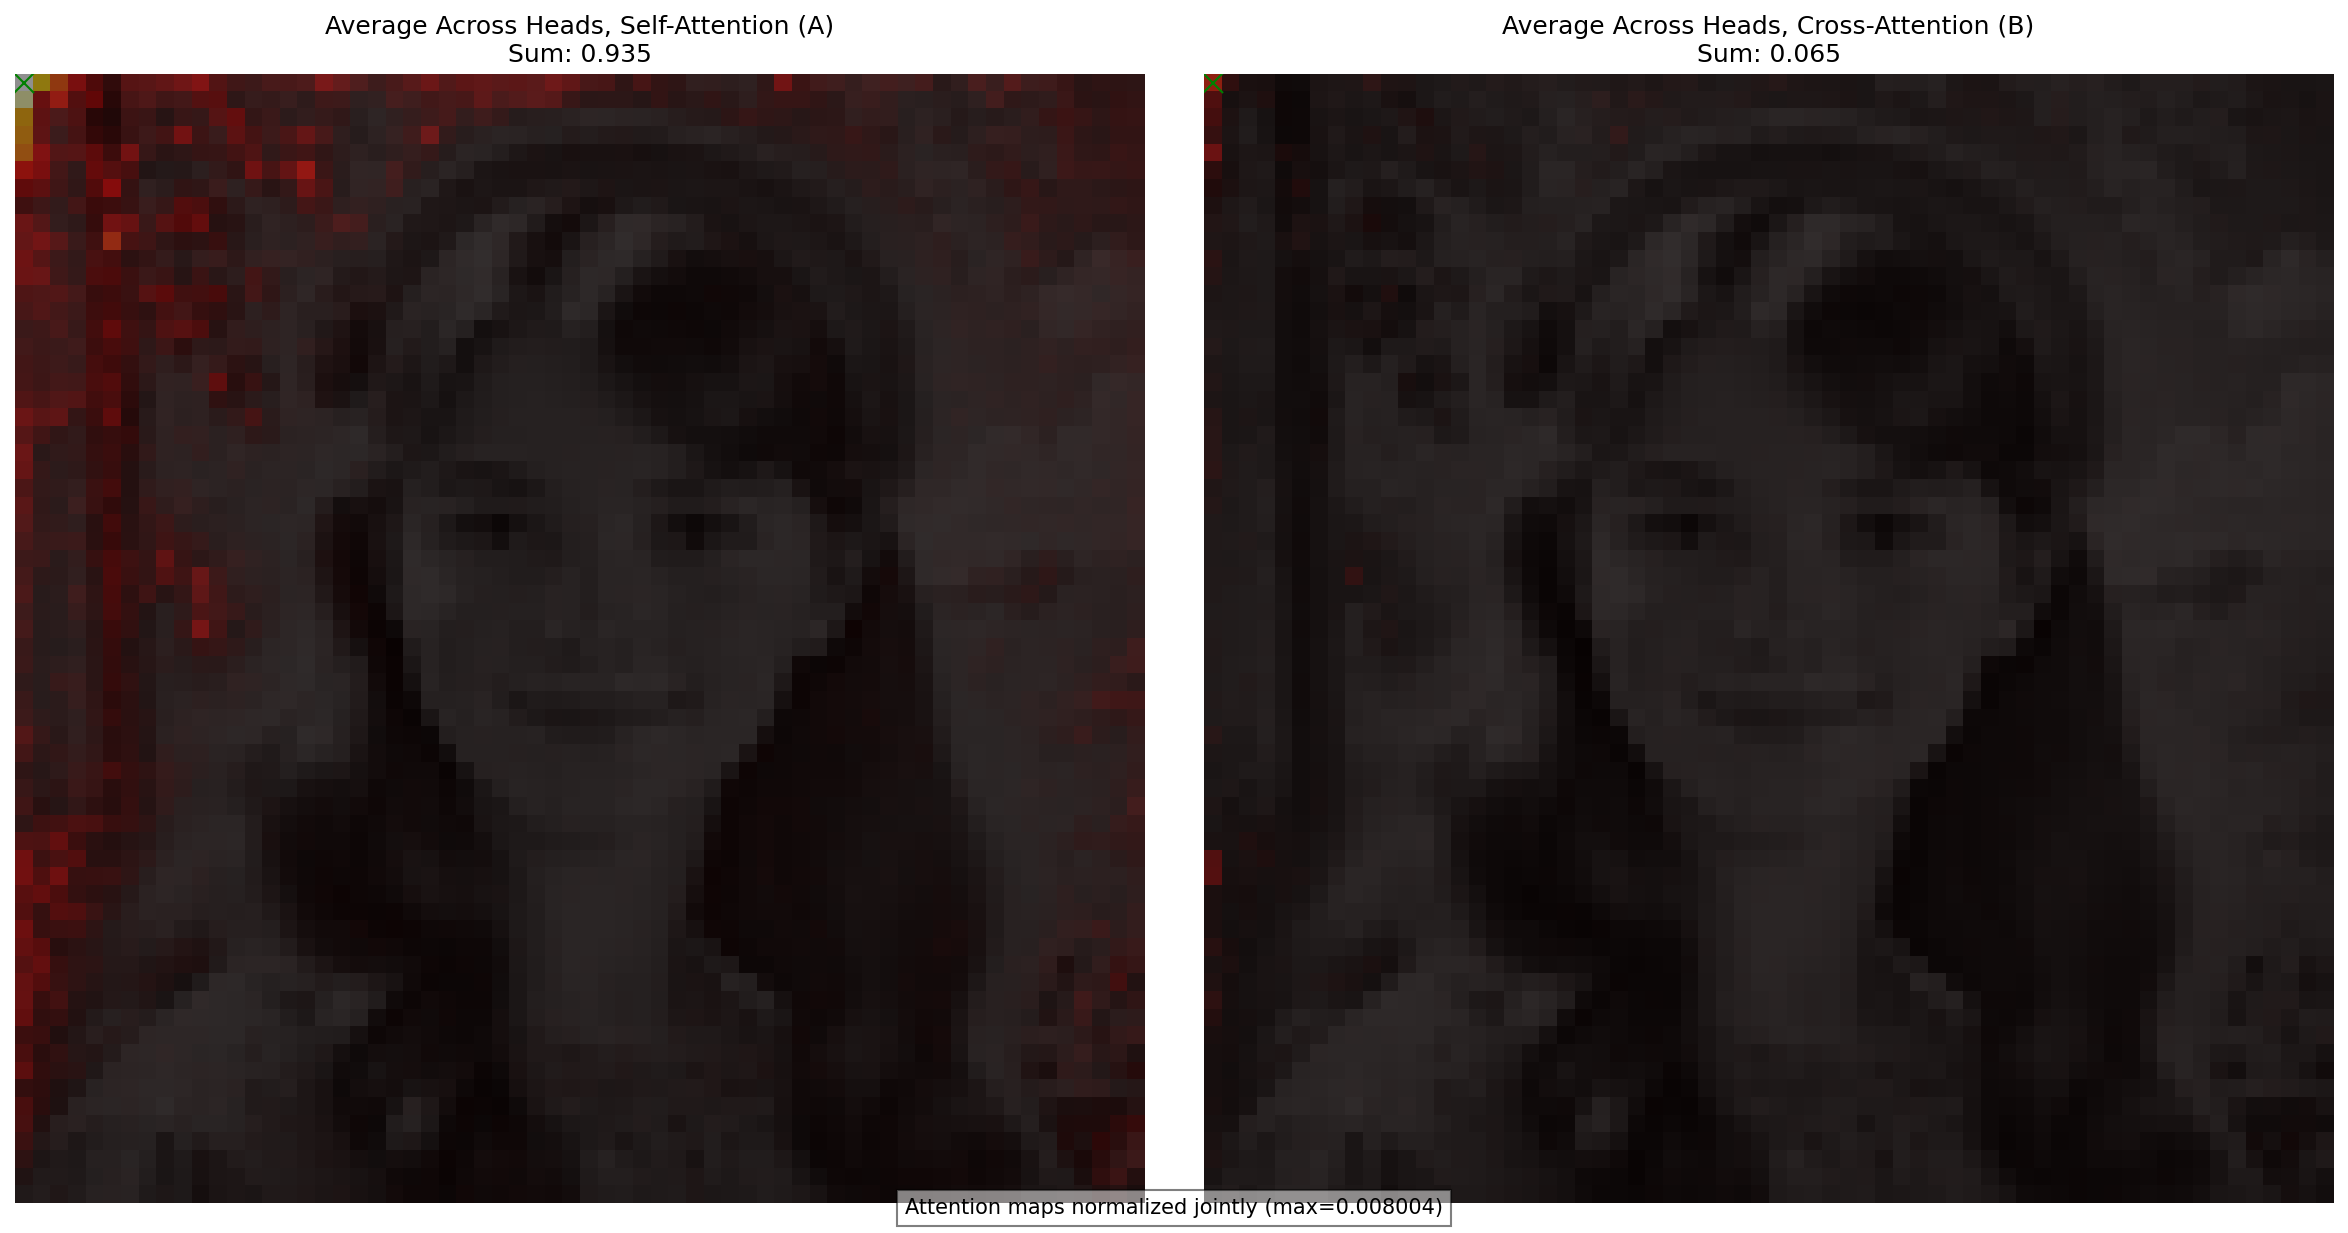 Average Across Heads, Self-Attention (A)
Sum: 0.935
Average Across Heads, Cross-Attention (B)
Sum: 0.065
Attention maps normalized jointly (max=0.008004)